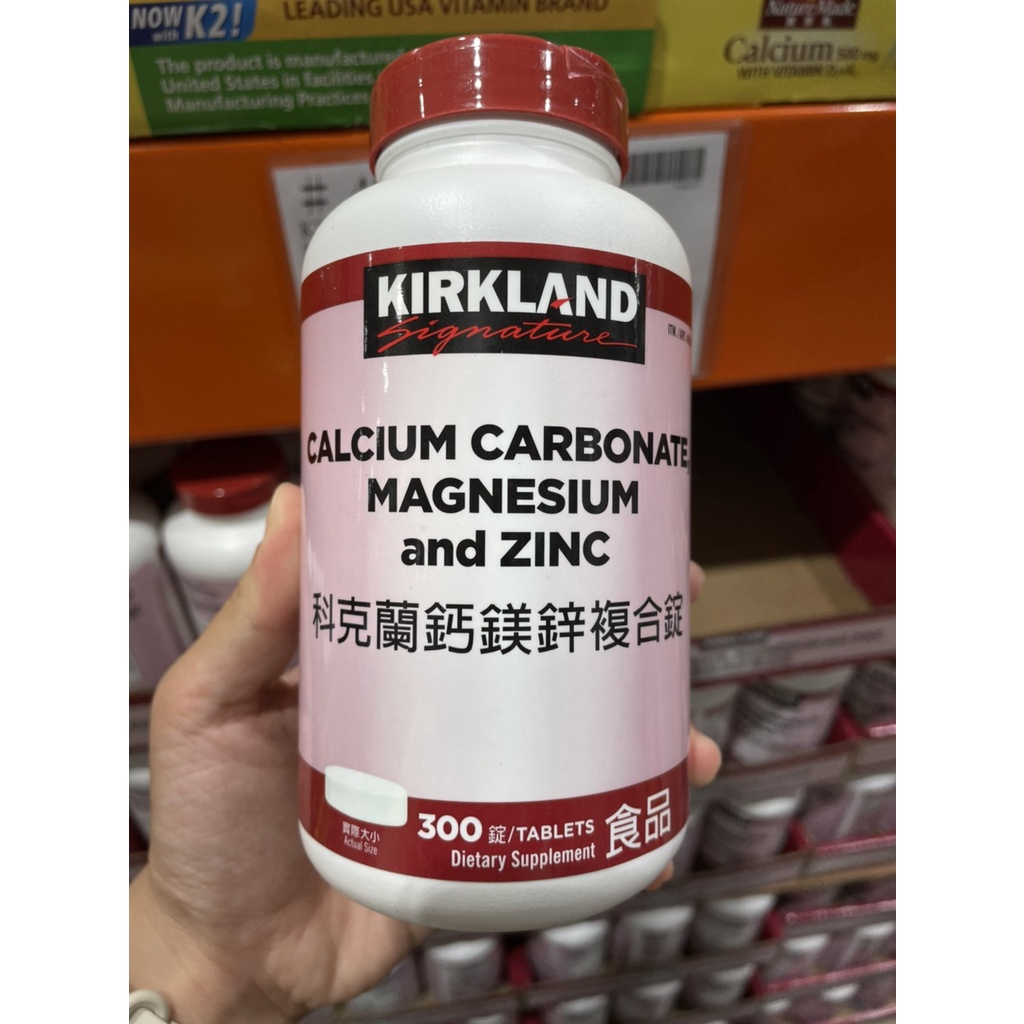 NOW with K2!
LEADING USA VITAMIN BRAND
The product is manufactured
United States in facilities
Manufacturing Practices
Nature Made
Calcium 500 mg
KIRKLAND
Signature
CALCIUM CARBONATE,
MAGNESIUM
and ZINC
科克蘭鈣鎂鋅複合錠
實際大小
Actual Size
300 錠/TABLETS
Dietary Supplement
食品